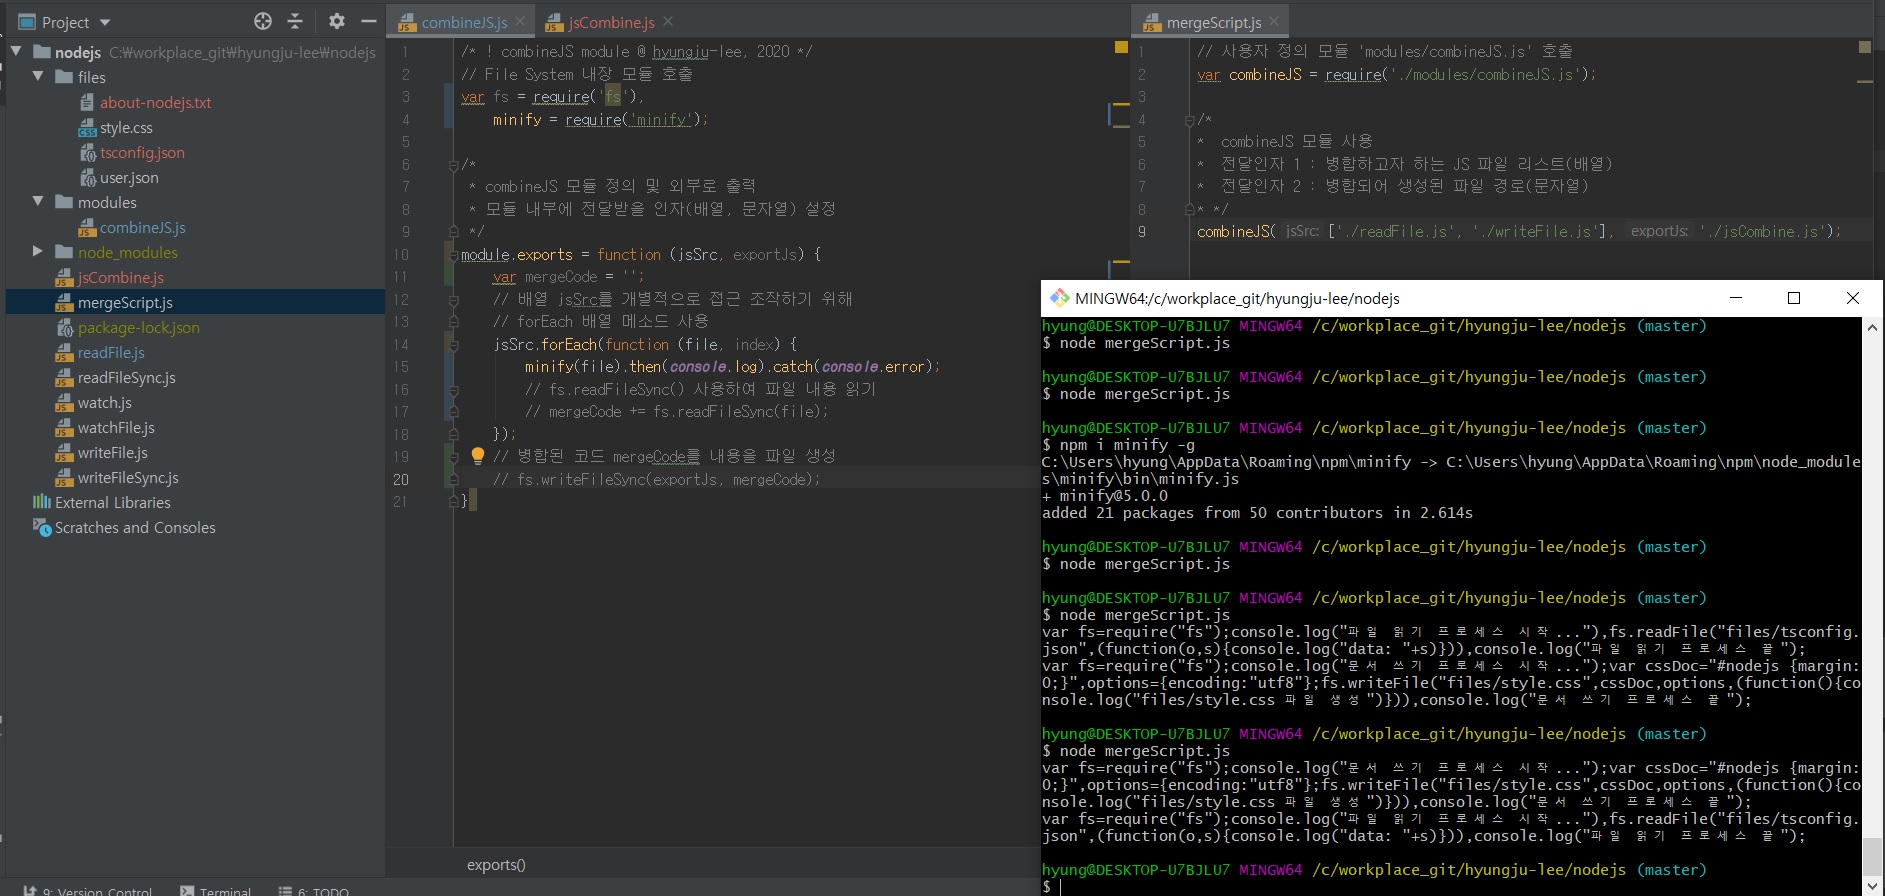 Project
nodejs C:₩workplace_git₩hyungju-lee₩nodejs
files
about-nodejs.txt
style.css
tsconfig.json
user.json
modules
combineJS.js
node_modules
jsCombine.js
mergeScript.js
package-lock.json
readFile.js
readFileSync.js
watch.js
watchFile.js
writeFile.js
writeFileSync.js
External Libraries
Scratches and Consoles
combineJS.js
jsCombine.js
1 /* ! combineJS module @ hyungju-lee, 2020 */
2 // File System 내장 모듈 호출
3 var fs = require('fs'),
4 minify = require('minify');
5
6 /*
7 * combineJS 모듈 정의 및 외부로 출력
8 * 모듈 내부에 전달받을 인자(배열, 문자열) 설정
9 */
10 module.exports = function (jsSrc, exportJs) {
11 var mergeCode = '';
12 // 배열 jsSrc를 개별적으로 접근 조작하기 위해
13 // forEach 배열 메소드 사용
14 jsSrc.forEach(function (file, index) {
15 minify(file).then(console.log).catch(console.error);
16 // fs.readFileSync() 사용하여 파일 내용 읽기
17 // mergeCode += fs.readFileSync(file);
18 });
19 // 병합된 코드 mergeCode를 내용을 파일 생성
20 // fs.writeFileSync(exportJs, mergeCode);
21 }
exports()
mergeScript.js
1 // 사용자 정의 모듈 'modules/combineJS.js' 호출
2 var combineJS = require('./modules/combineJS.js');
3
4 /*
5 * combineJS 모듈 사용
6 * 전달인자 1 : 병합하고자 하는 JS 파일 리스트(배열)
7 * 전달인자 2 : 병합되어 생성된 파일 경로(문자열)
8 * */
9 combineJS( jsSrc: ['./readFile.js', './writeFile.js'], exportJs: './jsCombine.js');
MINGW64:/c/workplace_git/hyungju-lee/nodejs
hyung@DESKTOP-U7BJLU7 MINGW64 /c/workplace_git/hyungju-lee/nodejs (master)
$ node mergeScript.js
hyung@DESKTOP-U7BJLU7 MINGW64 /c/workplace_git/hyungju-lee/nodejs (master)
$ node mergeScript.js
hyung@DESKTOP-U7BJLU7 MINGW64 /c/workplace_git/hyungju-lee/nodejs (master)
$ npm i minify -g
C:\Users\hyung\AppData\Roaming\npm\minify -> C:\Users\hyung\AppData\Roaming\npm\node_module
s\minify\bin\minify.js
+ minify@5.0.0
added 21 packages from 50 contributors in 2.614s
hyung@DESKTOP-U7BJLU7 MINGW64 /c/workplace_git/hyungju-lee/nodejs (master)
$ node mergeScript.js
hyung@DESKTOP-U7BJLU7 MINGW64 /c/workplace_git/hyungju-lee/nodejs (master)
$ node mergeScript.js
var fs=require("fs");console.log("파일 읽기 프로세스 시작..."),fs.readFile("files/tsconfig.
json",(function(o,s){console.log("data: "+s)})),console.log("파일 읽기 프로세스 끝");
var fs=require("fs");console.log("문서 쓰기 프로세스 시작...");var cssDoc="#nodejs {margin:
0;}",options={encoding:"utf8"};fs.writeFile("files/style.css",cssDoc,options,(function(){co
nsole.log("files/style.css 파일 생성")})),console.log("문서 쓰기 프로세스 끝");
hyung@DESKTOP-U7BJLU7 MINGW64 /c/workplace_git/hyungju-lee/nodejs (master)
$ node mergeScript.js
var fs=require("fs");console.log("문서 쓰기 프로세스 시작...");var cssDoc="#nodejs {margin:
0;}",options={encoding:"utf8"};fs.writeFile("files/style.css",cssDoc,options,(function(){co
nsole.log("files/style.css 파일 생성")})),console.log("문서 쓰기 프로세스 끝");
var fs=require("fs");console.log("파일 읽기 프로세스 시작..."),fs.readFile("files/tsconfig.
json",(function(o,s){console.log("data: "+s)})),console.log("파일 읽기 프로세스 끝");
hyung@DESKTOP-U7BJLU7 MINGW64 /c/workplace_git/hyungju-lee/nodejs (master)
$
9: Version Control Terminal 6: TODO